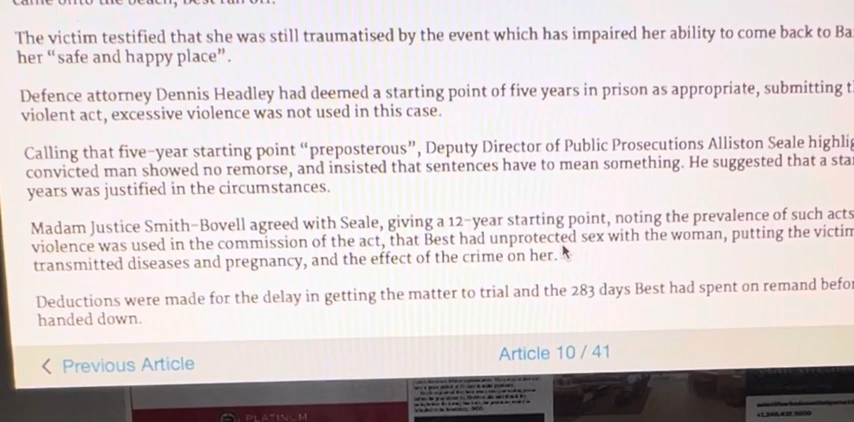 The victim testified that she was still traumatised by the event which has impaired her ability to come back to Ba
her “safe and happy place”.
Defence attorney Dennis Headley had deemed a starting point of five years in prison as appropriate, submitting t
violent act, excessive violence was not used in this case.
Calling that five-year starting point “preposterous”, Deputy Director of Public Prosecutions Alliston Seale highlig
convicted man showed no remorse, and insisted that sentences have to mean something. He suggested that a sta
years was justified in the circumstances.
Madam Justice Smith-Bovell agreed with Seale, giving a 12-year starting point, noting the prevalence of such acts
violence was used in the commission of the act, that Best had unprotected sex with the woman, putting the victim
transmitted diseases and pregnancy, and the effect of the crime on her.
Deductions were made for the delay in getting the matter to trial and the 283 days Best had spent on remand befor
handed down.
< Previous Article
Article 10 / 41
PLATINUM